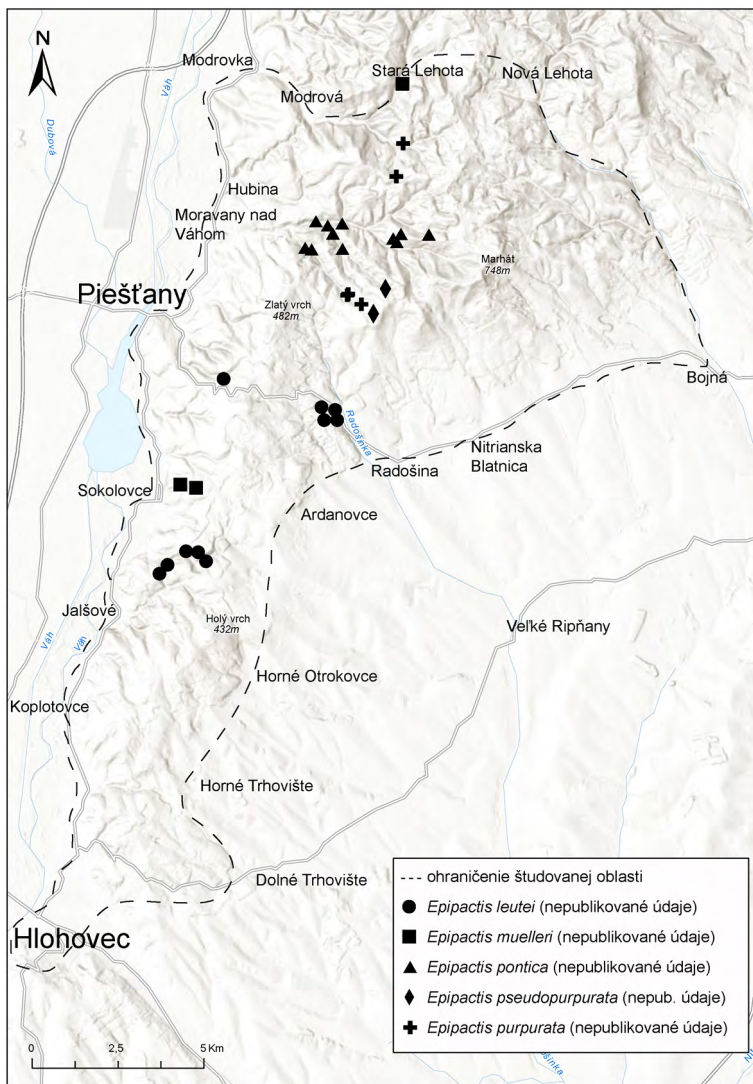 N
Modrovka
Stará Lehota
Nová Lehota
Modrová
Váh
Dubová
Hubina
Moravany nad
Váhom
Marhát
748m
Piešťany
Zlatý vrch
482m
Bojná
Radošinka
Nitrianska
Blatnica
Radošina
Sokolovce
Ardanovce
Jalšové
Holý vrch
432m
Veľké Ripňany
Váh
Váh
Horné Otrokovce
Koplotovce
Horné Trhovište
Dolné Trhovište
Hlohovec
ohraničenie študovanej oblasti
Epipactis leutei (nepublikované údaje)
Epipactis muelleri (nepublikované údaje)
Epipactis pontica (nepublikované údaje)
Epipactis pseudopurpurata (nepub. údaje)
Epipactis purpurata (nepublikované údaje)
0 2,5 5 Km